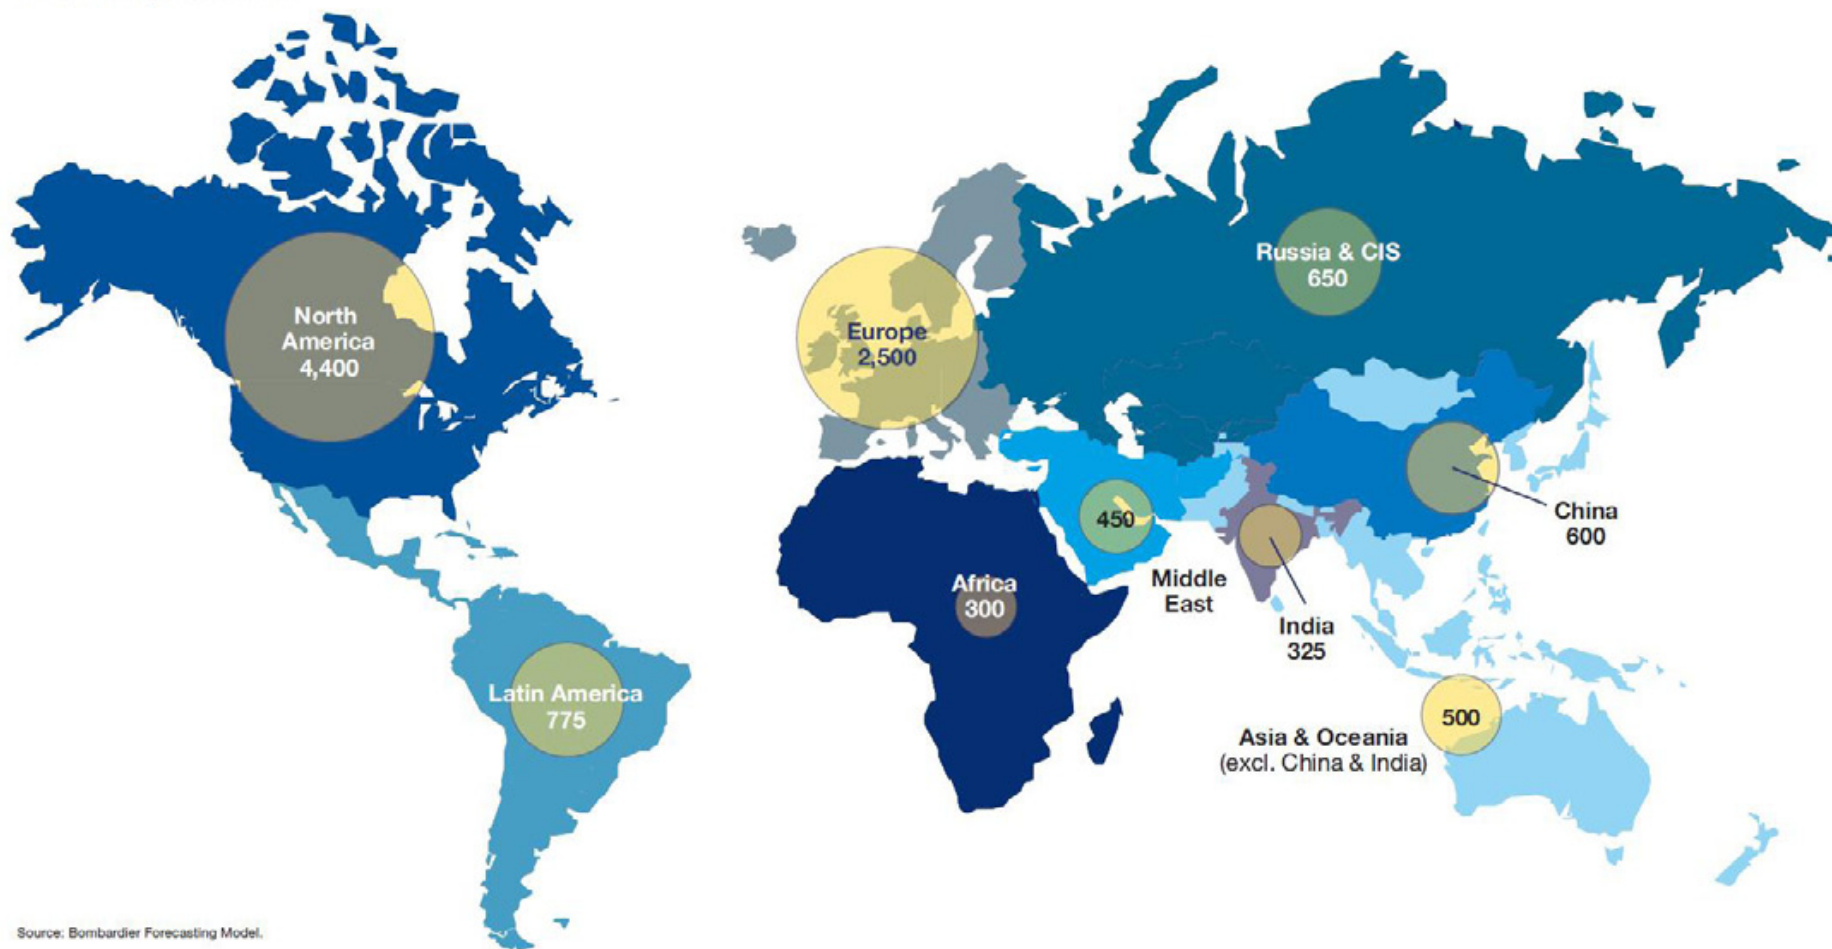 North
America
4,400
Europe
2,500
Russia & CIS
650
China
600
450
Middle
East
India
325
Africa
300
Latin America
775
500
Asia & Oceania
(excl. China & India)
Source: Bombardier Forecasting Model.